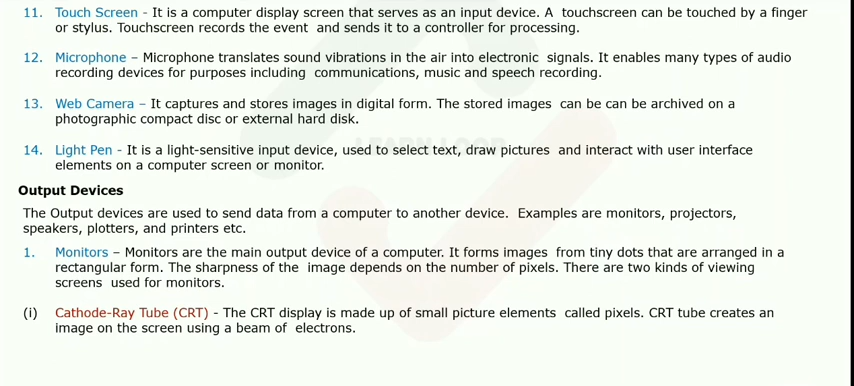 11. Touch Screen - It is a computer display screen that serves as an input device. A touchscreen can be touched by a finger
or stylus. Touchscreen records the event and sends it to a controller for processing.
12. Microphone – Microphone translates sound vibrations in the air into electronic signals. It enables many types of audio
recording devices for purposes including communications, music and speech recording.
13. Web Camera – It captures and stores images in digital form. The stored images can be can be archived on a
photographic compact disc or external hard disk.
14. Light Pen - It is a light-sensitive input device, used to select text, draw pictures and interact with user interface
elements on a computer screen or monitor.
Output Devices
The Output devices are used to send data from a computer to another device. Examples are monitors, projectors,
speakers, plotters, and printers etc.
1. Monitors – Monitors are the main output device of a computer. It forms images from tiny dots that are arranged in a
rectangular form. The sharpness of the image depends on the number of pixels. There are two kinds of viewing
screens used for monitors.
(i) Cathode-Ray Tube (CRT) - The CRT display is made up of small picture elements called pixels. CRT tube creates an
image on the screen using a beam of electrons.